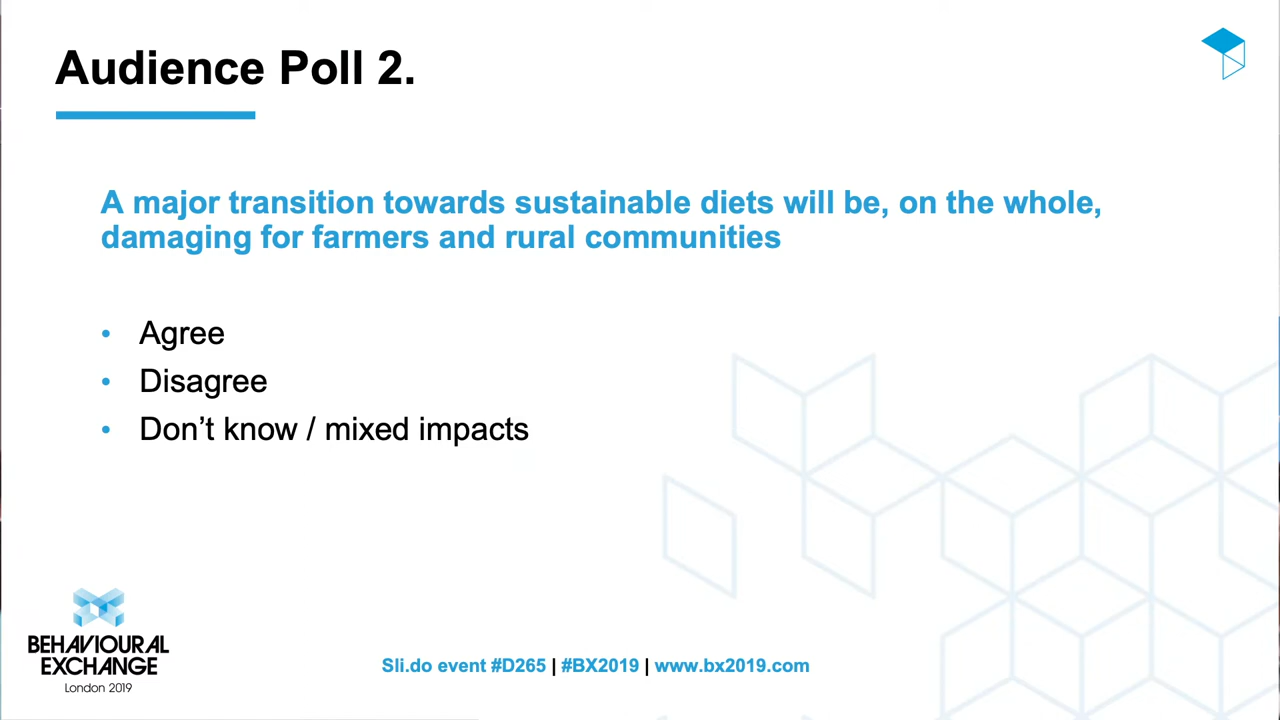 Audience Poll 2.
A major transition towards sustainable diets will be, on the whole,
damaging for farmers and rural communities
• Agree
• Disagree
• Don’t know / mixed impacts
BEHAVIOURAL
EXCHANGE
London 2019
Sli.do event #D265 | #BX2019 | www.bx2019.com